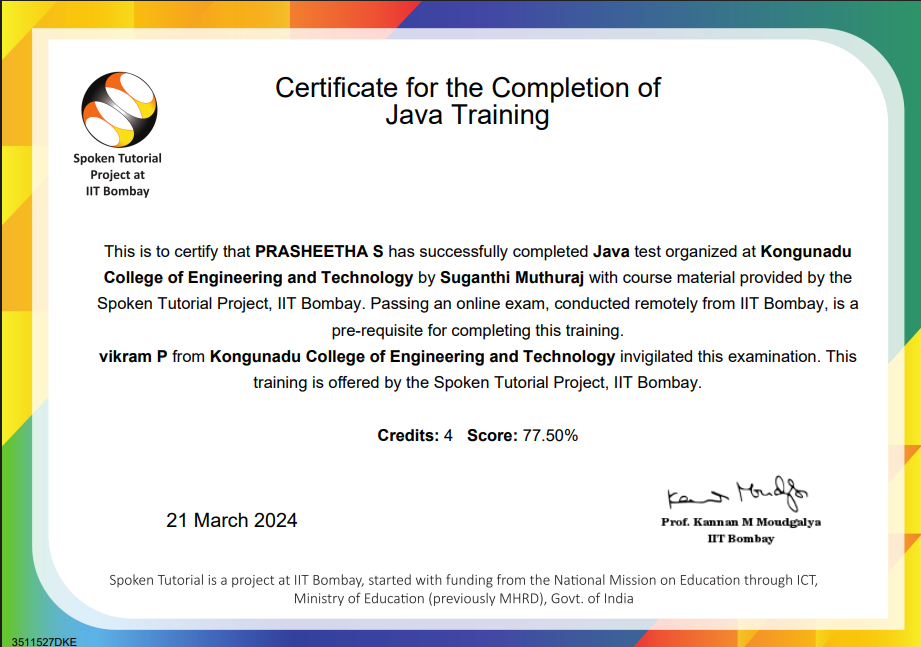 Certificate for the Completion of
Java Training
Spoken Tutorial
Project at
IIT Bombay
This is to certify that PRASHEETHA S has successfully completed Java test organized at Kongunadu
College of Engineering and Technology by Suganthi Muthuraj with course material provided by the
Spoken Tutorial Project, IIT Bombay. Passing an online exam, conducted remotely from IIT Bombay, is a
pre-requisite for completing this training.
vikram P from Kongunadu College of Engineering and Technology invigilated this examination. This
training is offered by the Spoken Tutorial Project, IIT Bombay.
Credits: 4 Score: 77.50%
21 March 2024
Kannan Moudgalya
Prof. Kannan M Moudgalya
IIT Bombay
Spoken Tutorial is a project at IIT Bombay, started with funding from the National Mission on Education through ICT,
Ministry of Education (previously MHRD), Govt. of India
3511527DKE